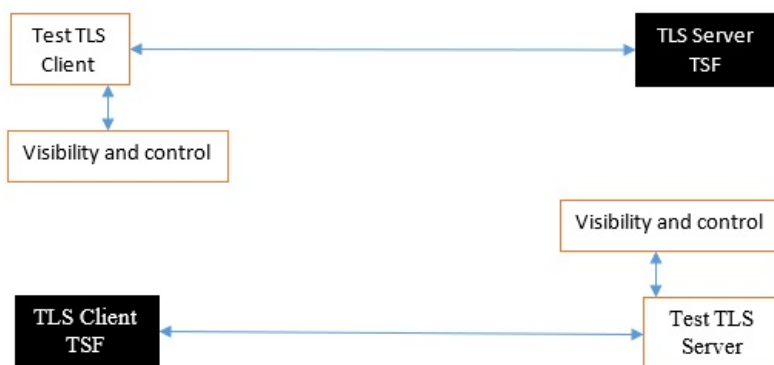 Test TLS
Client
TLS Server
TSF
Visibility and control
Visibility and control
TLS Client
TSF
Test TLS
Server